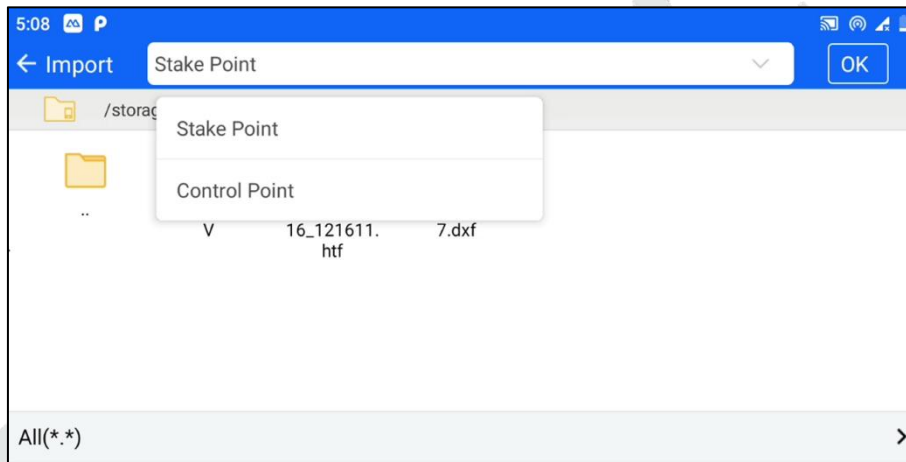 5:08
Import
Stake Point
OK
/storag
Stake Point
Control Point
..
V
16_121611.
htf
7.dxf
All(*.*)